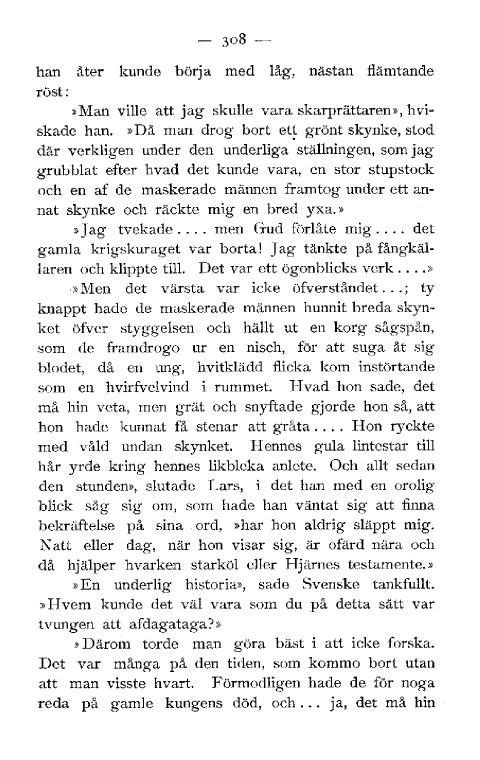 — 308 —
han åter kunde börja med låg, nästan flämtande
röst:
»Man ville att jag skulle vara skarprättaren», hvi-
skade han. »Då man drog bort ett grönt skynke, stod
där verkligen under den underliga ställningen, som jag
grubblat efter hvad det kunde vara, en stor stupstock
och en af de maskerade männen framtog under ett an-
nat skynke och räckte mig en bred yxa.»
»Jag tvekade .... men Gud förlåte mig .... det
gamla krigskuraget var borta! Jag tänkte på fångkäl-
laren och klippte till. Det var ett ögonblicks verk ....»
»Men det värsta var icke öfverståndet ...; ty
knappt hade de maskerade männen hunnit breda skyn-
ket öfver styggelsen och hållt ut en korg sågspån,
som de framdrogo ur en nisch, för att suga åt sig
blodet, då en ung, hvitklädd flicka kom instörtande
som en hvirfvelvind i rummet. Hvad hon sade, det
må hin veta, men grät och snyftade gjorde hon så, att
hon hade kunnat få stenar att gråta .... Hon ryckte
med våld undan skynket. Hennes gula lintestar till
hår yrde kring hennes likbleka anlete. Och allt sedan
den stunden», slutade Lars, i det han med en orolig
blick såg sig om, som hade han väntat sig att finna
bekräftelse på sina ord, »har hon aldrig släppt mig.
Natt eller dag, när hon visar sig, är ofärd nära och
då hjälper hvarken starköl eller Hjärnes testamente.»
»En underlig historia», sade Svenske tankfullt.
»Hvem kunde det väl vara som du på detta sätt var
tvungen att afdagataga?»
»Därom torde man göra bäst i att icke forska.
Det var många på den tiden, som kommo bort utan
att man visste hvart. Förmodligen hade de för noga
reda på gamle kungens död, och ... ja, det må hin